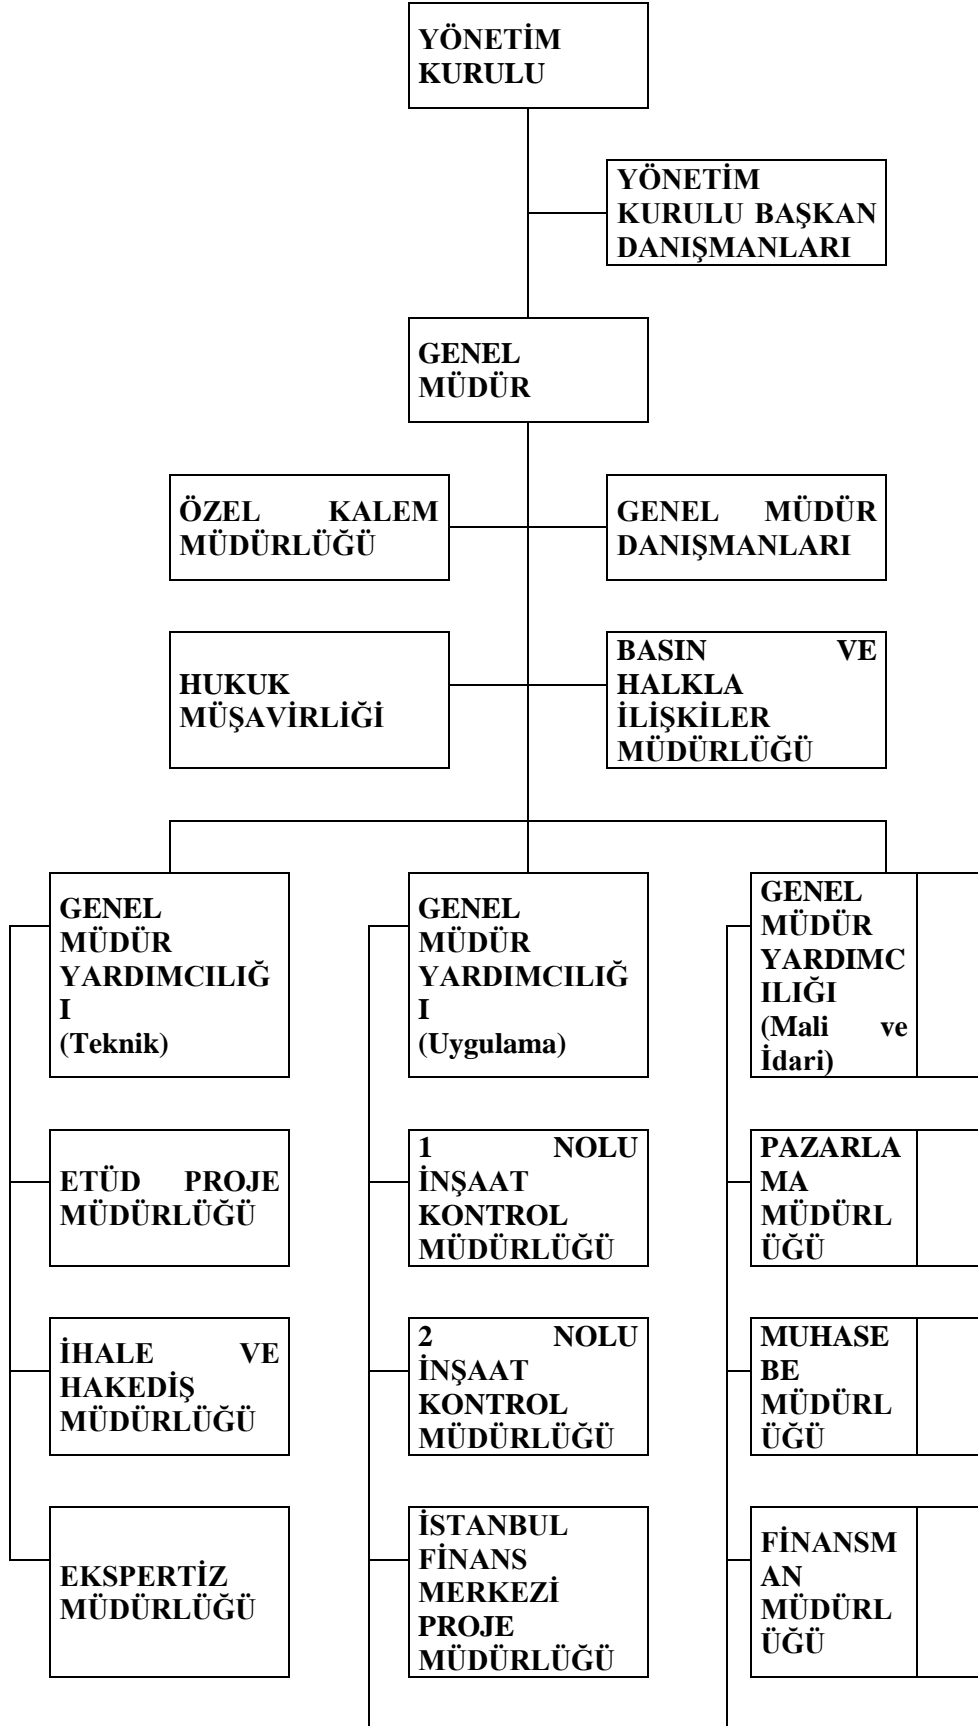 YÖNETİM
KURULU
YÖNETİM
KURULU BAŞKAN
DANIŞMANLARI
GENEL
MÜDÜR
ÖZEL KALEM
MÜDÜRLÜĞÜ
GENEL MÜDÜR
DANIŞMANLARI
HUKUK
MÜŞAVİRLİĞİ
BASIN VE
HALKLA
İLİŞKİLER
MÜDÜRLÜĞÜ
GENEL
MÜDÜR
YARDIMCILIĞ
I
(Teknik)
GENEL
MÜDÜR
YARDIMCILIĞ
I
(Uygulama)
GENEL
MÜDÜR
YARDIMC
ILIĞI
(Mali ve
İdari)
ETÜD PROJE
MÜDÜRLÜĞÜ
1 NOLU
İNŞAAT
KONTROL
MÜDÜRLÜĞÜ
PAZARLA
MA
MÜDÜRL
ÜĞÜ
İHALE VE
HAKEDİŞ
MÜDÜRLÜĞÜ
2 NOLU
İNŞAAT
KONTROL
MÜDÜRLÜĞÜ
MUHASE
BE
MÜDÜRL
ÜĞÜ
EKSPERTİZ
MÜDÜRLÜĞÜ
İSTANBUL
FİNANS
MERKEZİ
PROJE
MÜDÜRLÜĞÜ
FİNANSM
AN
MÜDÜRL
ÜĞÜ